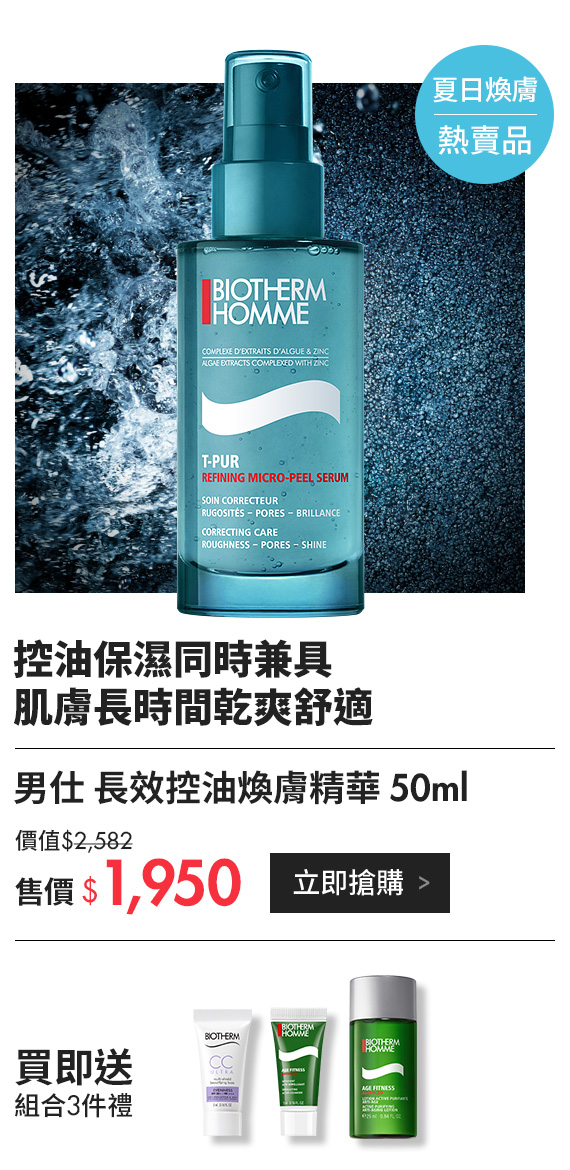 夏日煥膚
熱賣品
BIOTHERM
HOMME
COMPLEXE D'EXTRAITS D'ALGUE & ZINC
ALGAE EXTRACTS COMPLEXED WITH ZINC
T-PUR
REFINING MICRO-PEEL SERUM
SOIN CORRECTEUR
RUGOSITÉS – PORES – BRILLANCE
CORRECTING CARE
ROUGHNESS – PORES – SHINE
控油保濕同時兼具
肌膚長時間乾爽舒適
男仕 長效控油煥膚精華 50ml
價值$2,582
售價 $1,950
立即搶購 >
買即送
組合3件禮
BIOTHERM
CC
ULTRA
BIOTHERM
HOMME
AGE FITNESS
BIOTHERM
HOMME
AGE FITNESS